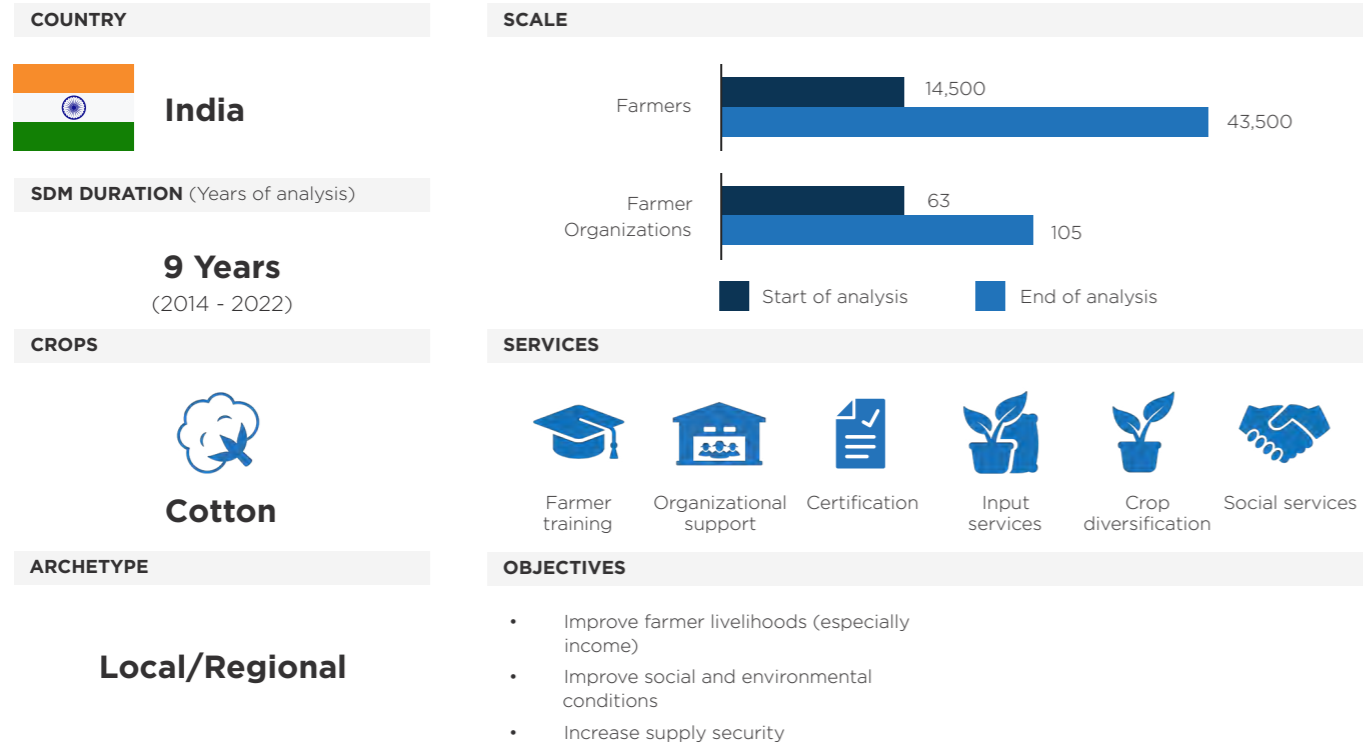 COUNTRY
India
SDM DURATION (Years of analysis)
9 Years
(2014 - 2022)
CROPS
Cotton
ARCHETYPE
Local/Regional
SCALE
Farmers
14,500
43,500
Farmer
Organizations
63
105
Start of analysis
End of analysis
SERVICES
Farmer
training
Organizational
support
Certification
Input
services
Crop
diversification
Social services
OBJECTIVES
• Improve farmer livelihoods (especially
income)
• Improve social and environmental
conditions
• Increase supply security